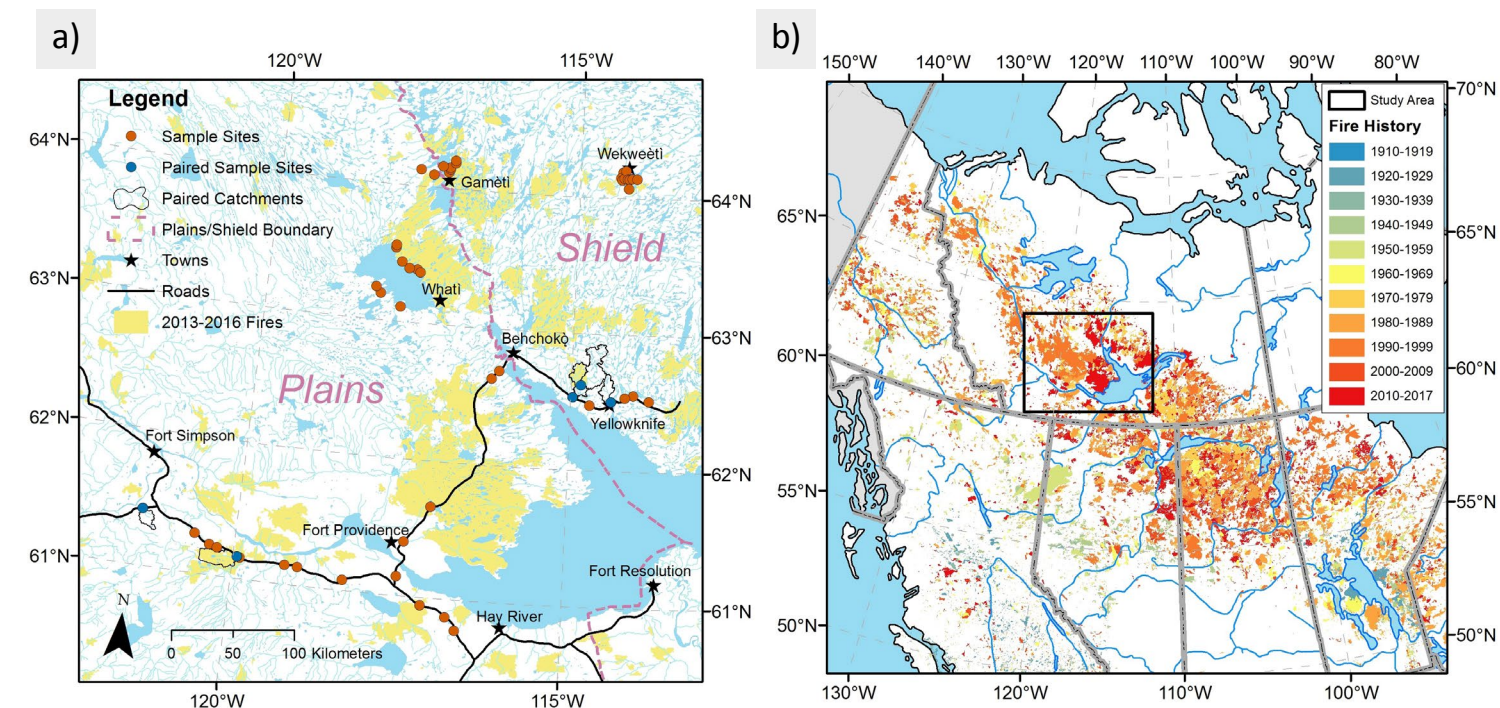 a)
120°W 115°W
Legend
Sample Sites
Paired Sample Sites
Paired Catchments
Plains/Shield Boundary
Towns
Roads
2013-2016 Fires
64°N
63°N
62°N
61°N
64°N
63°N
62°N
61°N
Wekweètì
Gamètì
Shield
Whatì
Behchokǫ̀
Plains
Yellowknife
Fort Simpson
Fort Providence
Fort Resolution
Hay River
N
0 50 100 Kilometers
120°W 115°W
b)
150°W 140°W 130°W 120°W 110°W 100°W 90°W 80°W
70°N
65°N
60°N
55°N
50°N
65°N
60°N
55°N
50°N
Study Area
Fire History
1910-1919
1920-1929
1930-1939
1940-1949
1950-1959
1960-1969
1970-1979
1980-1989
1990-1999
2000-2009
2010-2017
130°W 120°W 110°W 100°W